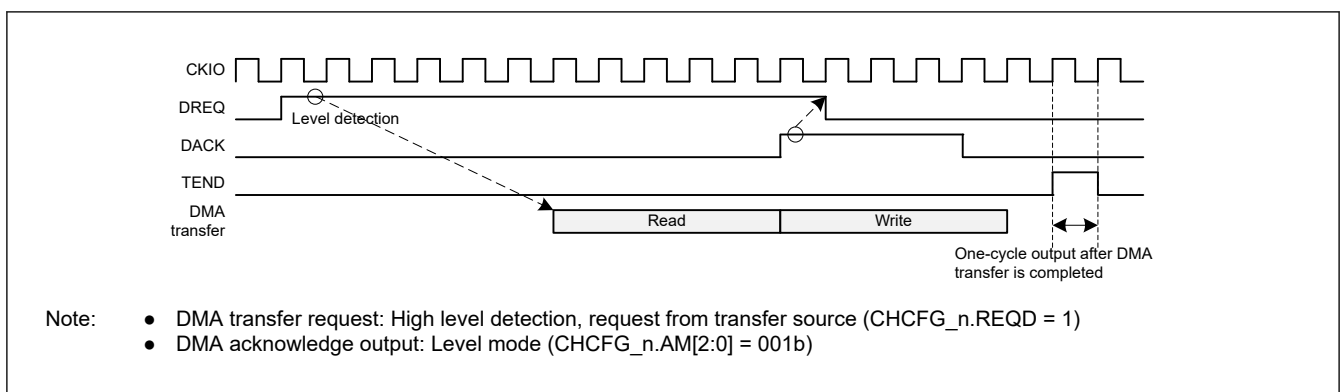 CKIO
DREQ
Level detection
DACK
TEND
DMA
transfer
Read
Write
One-cycle output after DMA
transfer is completed
Note: ● DMA transfer request: High level detection, request from transfer source (CHCFG_n.REQD = 1)
● DMA acknowledge output: Level mode (CHCFG_n.AM[2:0] = 001b)